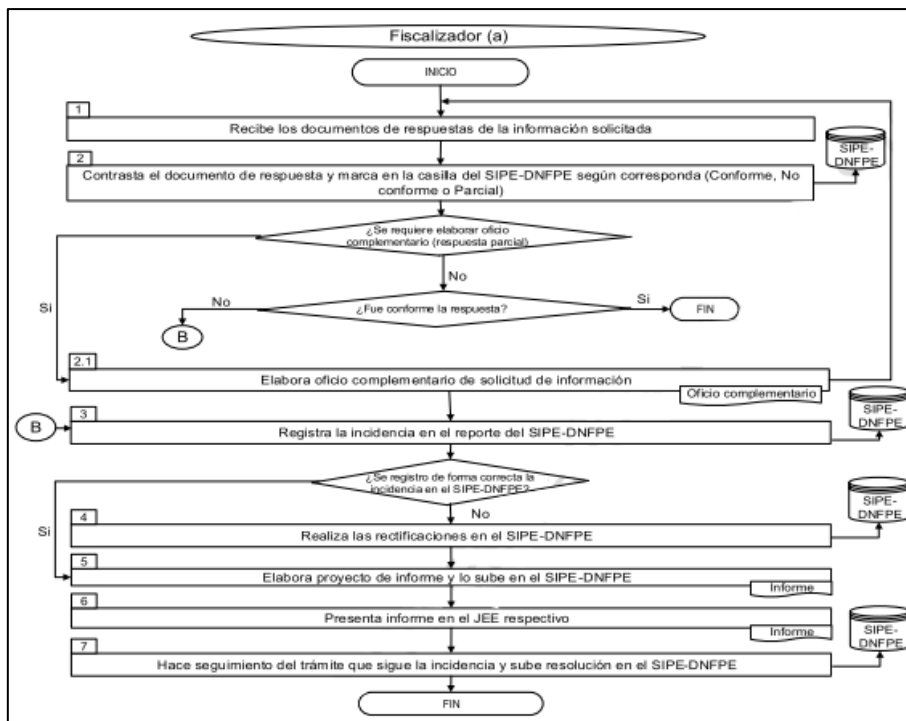 Fiscalizador (a)
INICIO
1
Recibe los documentos de respuestas de la información solicitada
SIPE-
DNFPE
2
Contrasta el documento de respuesta y marca en la casilla del SIPE-DNFPE según corresponda (Conforme, No
conforme o Parcial)
¿Se requiere elaborar oficio
complementario (respuesta parcial)
No
Si
No
¿Fue conforme la respuesta?
Si
FIN
B
2.1
Elabora oficio complementario de solicitud de información
Oficio complementario
SIPE-
DNFPE
B
3
Registra la incidencia en el reporte del SIPE-DNFPE
¿Se registro de forma correcta la
incidencia en el SIPE-DNFPE?
No
Si
SIPE-
DNFPE
4
Realiza las rectificaciones en el SIPE-DNFPE
5
Elabora proyecto de informe y lo sube en el SIPE-DNFPE
Informe
6
Presenta informe en el JEE respectivo
Informe
SIPE-
DNFPE
7
Hace seguimiento del trámite que sigue la incidencia y sube resolución en el SIPE-DNFPE
FIN